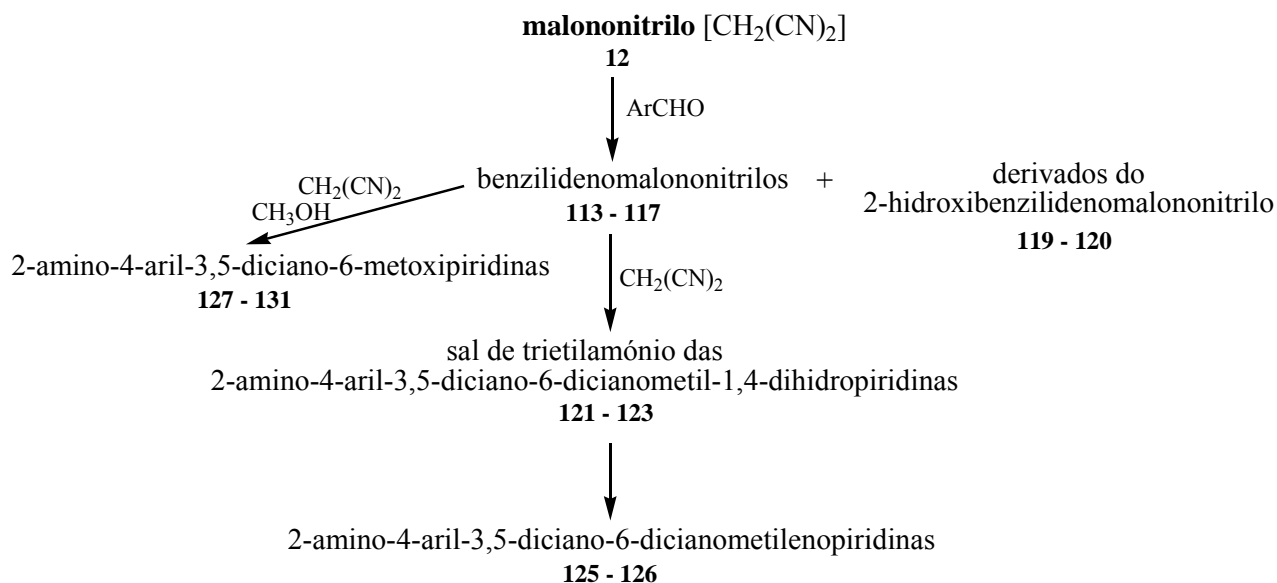 malononitrilo [CH₂(CN)₂]
12
ArCHO
benzilidenomalononitrilos + derivados do
2-hidroxibenzilidenomalononitrilo
113 - 117
119 - 120
CH₂(CN)₂
CH₃OH
2-amino-4-aril-3,5-diciano-6-metoxipiridinas
127 - 131
CH₂(CN)₂
sal de trietilamónio das
2-amino-4-aril-3,5-diciano-6-dicianometil-1,4-dihidropiridinas
121 - 123
2-amino-4-aril-3,5-diciano-6-dicianometilenopiridinas
125 - 126